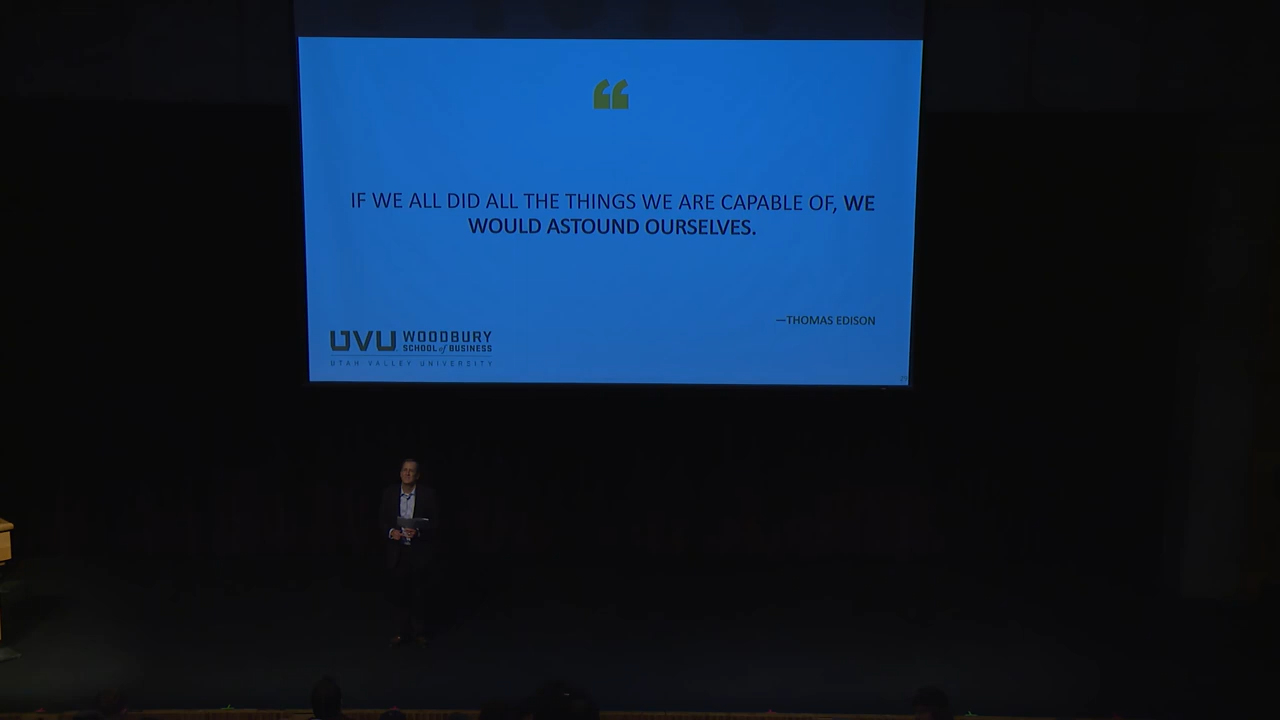 “
IF WE ALL DID ALL THE THINGS WE ARE CAPABLE OF, WE
WOULD ASTOUND OURSELVES.
—THOMAS EDISON
UVU WOODBURY
SCHOOL of BUSINESS
UTAH VALLEY UNIVERSITY